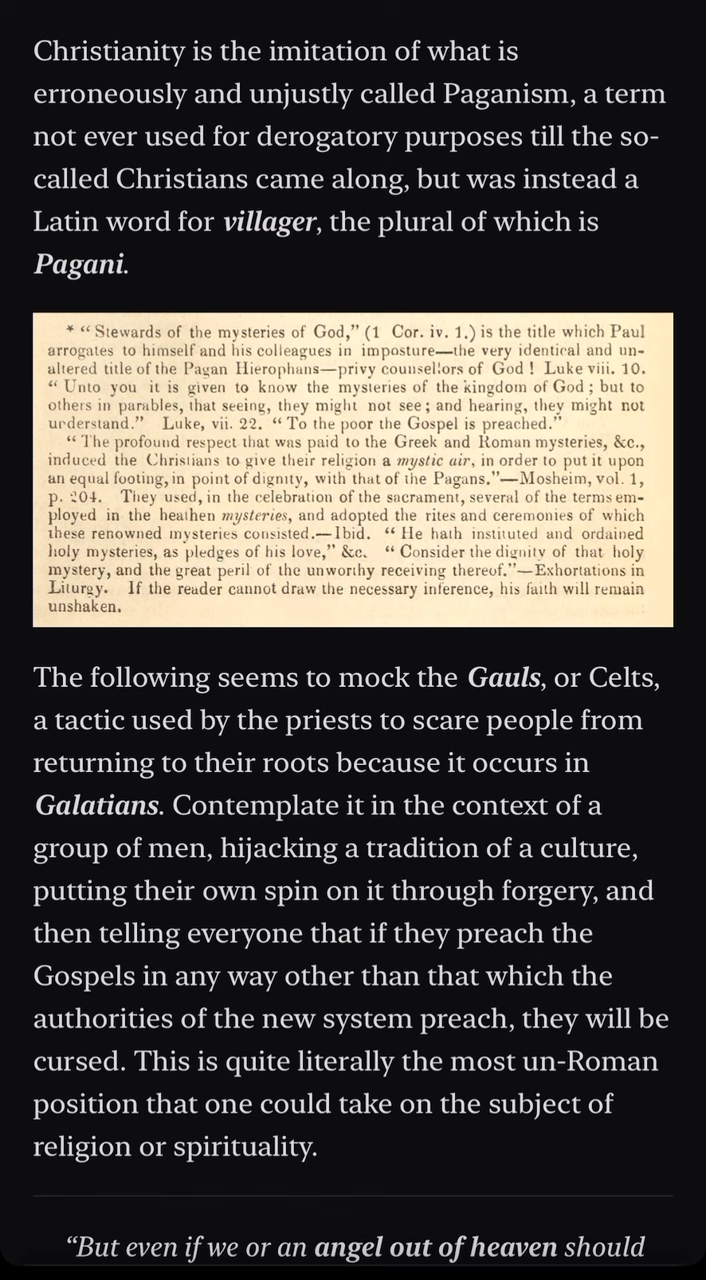 Christianity is the imitation of what is
erroneously and unjustly called Paganism, a term
not ever used for derogatory purposes till the so-
called Christians came along, but was instead a
Latin word for villager, the plural of which is
Pagani.
* “Stewards of the mysteries of God,” (1 Cor. iv. 1.) is the title which Paul
arrogates to himself and his colleagues in imposture—the very identical and un-
altered title of the Pagan Hierophans—privy counsellors of God ! Luke viii. 10.
“Unto you it is given to know the mysteries of the kingdom of God ; but to
others in parables, that seeing, they might not see ; and hearing, they might not
understand.” Luke, vii. 22. “To the poor the Gospel is preached.”
“The profound respect that was paid to the Greek and Roman mysteries, &c.,
induced the Christians to give their religion a mystic air, in order to put it upon
an equal footing, in point of dignity, with that of the Pagans.”—Mosheim, vol. 1,
p. 204. They used, in the celebration of the sacrament, several of the terms em-
ployed in the heathen mysteries, and adopted the rites and ceremonies of which
these renowned mysteries consisted.—Ibid. “He hath instituted and ordained
holy mysteries, as pledges of his love,” &c. “Consider the dignity of that holy
mystery, and the great peril of the unworthy receiving thereof.”—Exhortations in
Liturgy. If the reader cannot draw the necessary inference, his faith will remain
unshaken.
The following seems to mock the Gauls, or Celts,
a tactic used by the priests to scare people from
returning to their roots because it occurs in
Galatians. Contemplate it in the context of a
group of men, hijacking a tradition of a culture,
putting their own spin on it through forgery, and
then telling everyone that if they preach the
Gospels in any way other than that which the
authorities of the new system preach, they will be
cursed. This is quite literally the most un-Roman
position that one could take on the subject of
religion or spirituality.
“But even if we or an angel out of heaven should